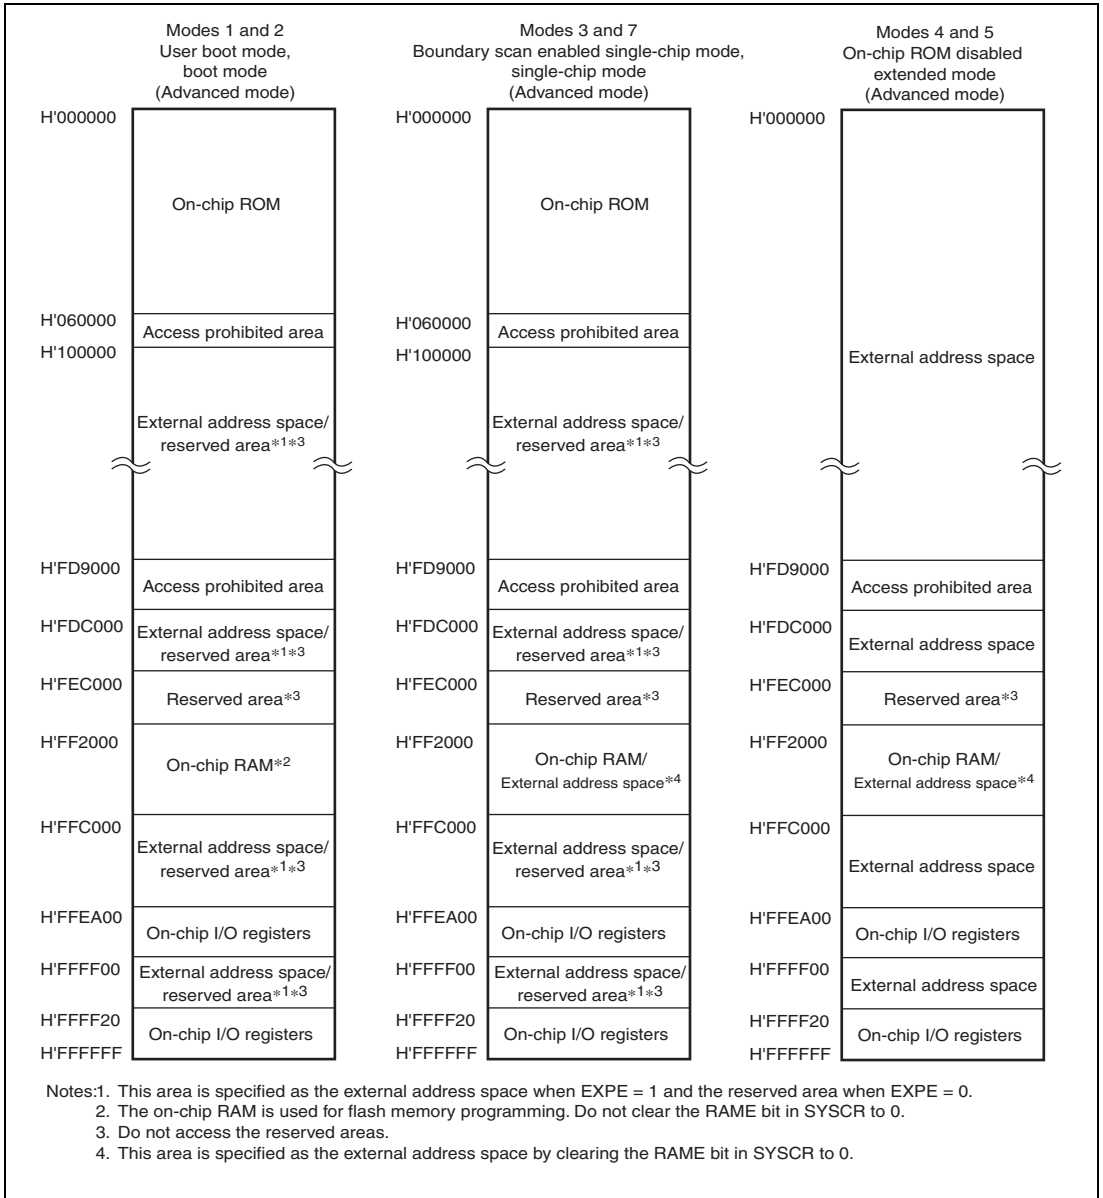 Modes 1 and 2
User boot mode,
boot mode
(Advanced mode)
H'000000
On-chip ROM
H'060000
Access prohibited area
H'100000
External address space/
reserved area*1*3
H'FD9000
Access prohibited area
H'FDC000
External address space/
reserved area*1*3
H'FEC000
Reserved area*3
H'FF2000
On-chip RAM*2
H'FFC000
External address space/
reserved area*1*3
H'FFEA00
On-chip I/O registers
H'FFFF00
External address space/
reserved area*1*3
H'FFFF20
On-chip I/O registers
H'FFFFFF
Modes 3 and 7
Boundary scan enabled single-chip mode,
single-chip mode
(Advanced mode)
H'000000
On-chip ROM
H'060000
Access prohibited area
H'100000
External address space/
reserved area*1*3
H'FD9000
Access prohibited area
H'FDC000
External address space/
reserved area*1*3
H'FEC000
Reserved area*3
H'FF2000
On-chip RAM/
External address space*4
H'FFC000
External address space/
reserved area*1*3
H'FFEA00
On-chip I/O registers
H'FFFF00
External address space/
reserved area*1*3
H'FFFF20
On-chip I/O registers
H'FFFFFF
Modes 4 and 5
On-chip ROM disabled
extended mode
(Advanced mode)
H'000000
External address space
H'FD9000
Access prohibited area
H'FDC000
External address space
H'FEC000
Reserved area*3
H'FF2000
On-chip RAM/
External address space*4
H'FFC000
External address space
H'FFEA00
On-chip I/O registers
H'FFFF00
External address space
H'FFFF20
On-chip I/O registers
H'FFFFFF
Notes:1. This area is specified as the external address space when EXPE = 1 and the reserved area when EXPE = 0.
2. The on-chip RAM is used for flash memory programming. Do not clear the RAME bit in SYSCR to 0.
3. Do not access the reserved areas.
4. This area is specified as the external address space by clearing the RAME bit in SYSCR to 0.